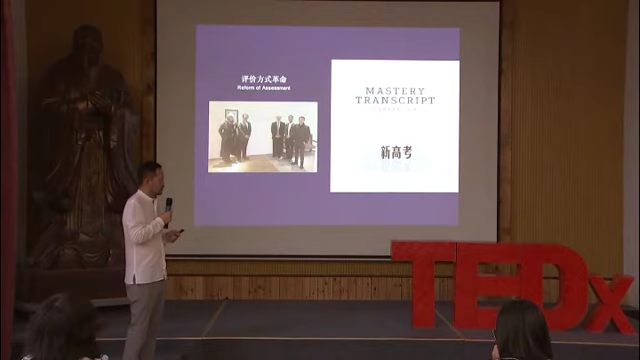 评价方式革命
Reform of Assessment
MASTERY
TRANSCRIPT
新高考
TEDx